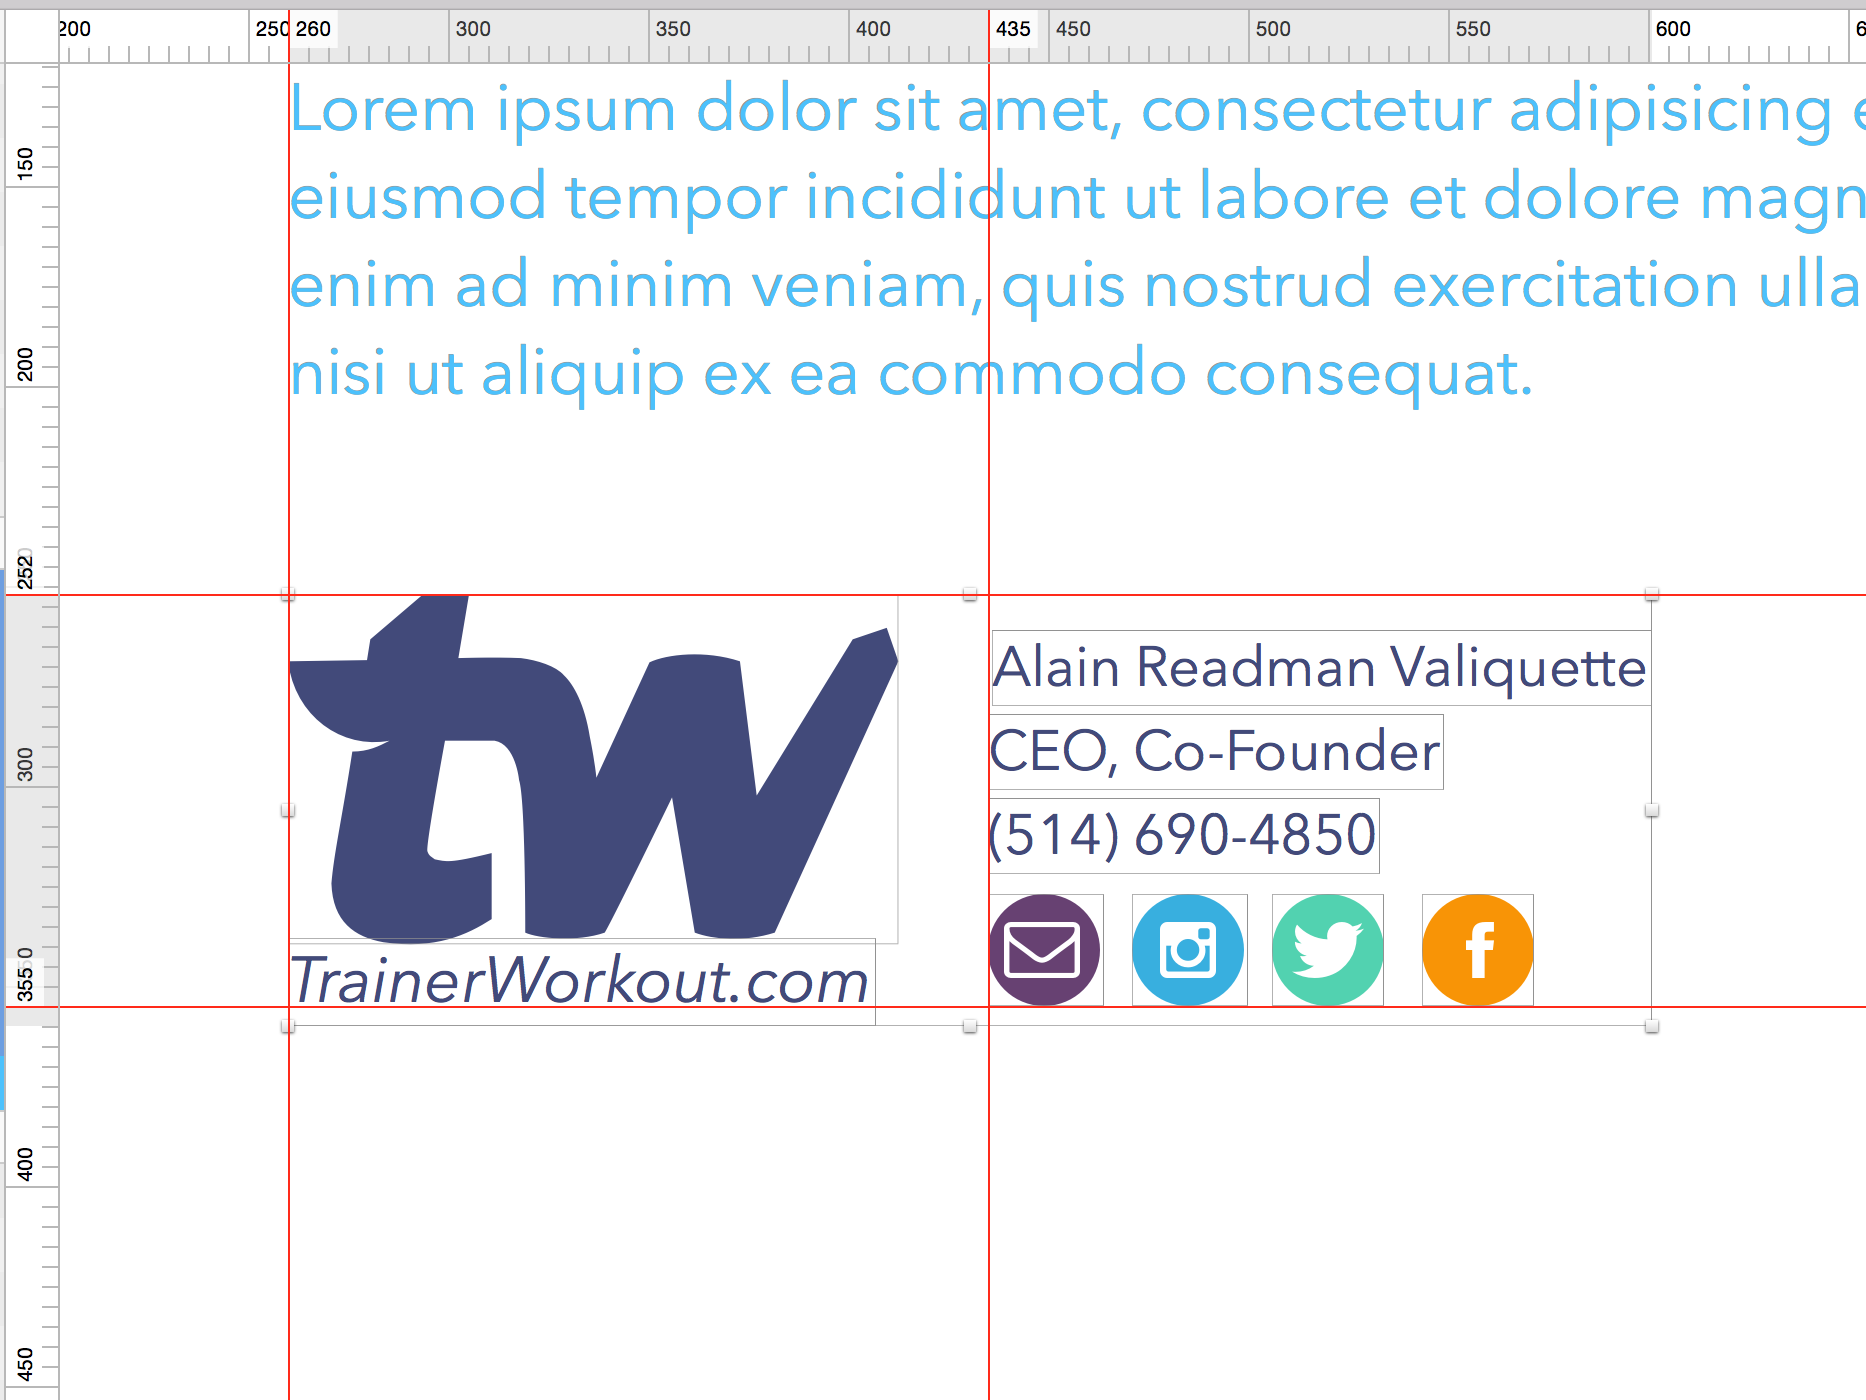 200 250 260 300 350 400 435 450 500 550 600 6
Lorem ipsum dolor sit amet, consectetur adipisicing e
eiusmod tempor incididunt ut labore et dolore magn
enim ad minim veniam, quis nostrud exercitation ulla
nisi ut aliquip ex ea commodo consequat.
150
200
252
300
355
400
450
tw
TrainerWorkout.com
Alain Readman Valiquette
CEO, Co-Founder
(514) 690-4850
f